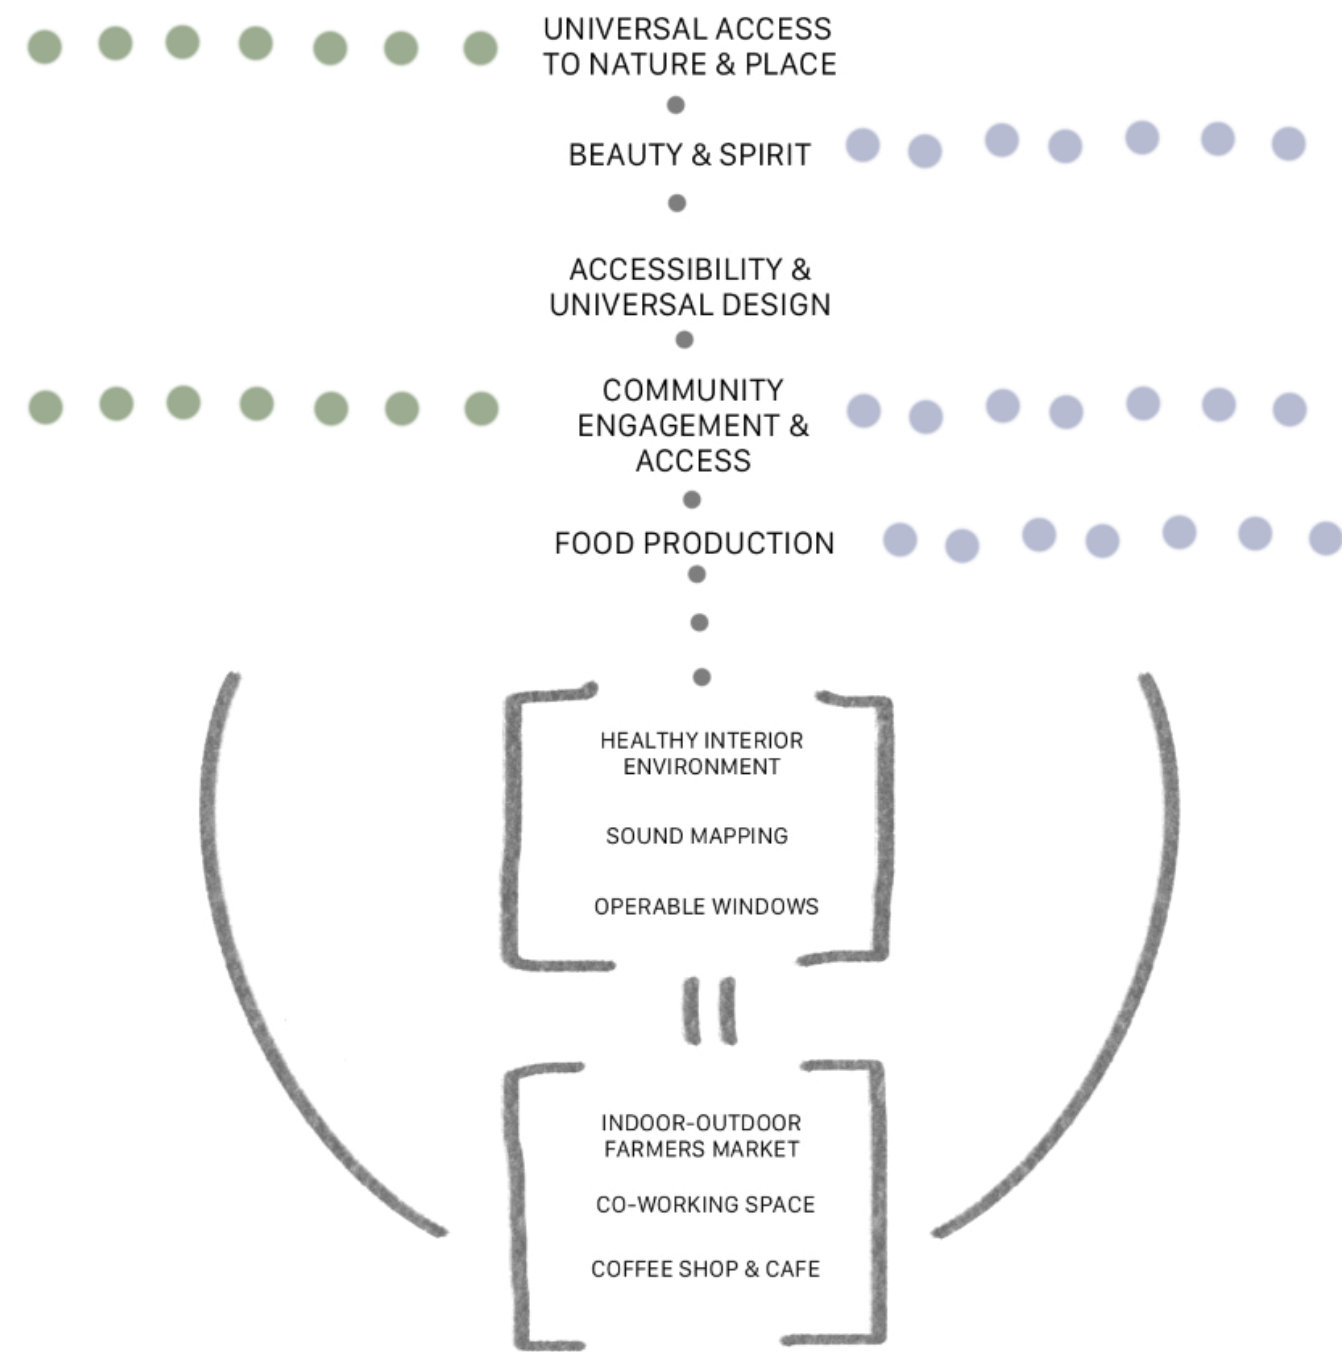 UNIVERSAL ACCESS
TO NATURE & PLACE
BEAUTY & SPIRIT
ACCESSIBILITY &
UNIVERSAL DESIGN
COMMUNITY
ENGAGEMENT &
ACCESS
FOOD PRODUCTION
HEALTHY INTERIOR
ENVIRONMENT
SOUND MAPPING
OPERABLE WINDOWS
INDOOR-OUTDOOR
FARMERS MARKET
CO-WORKING SPACE
COFFEE SHOP & CAFE